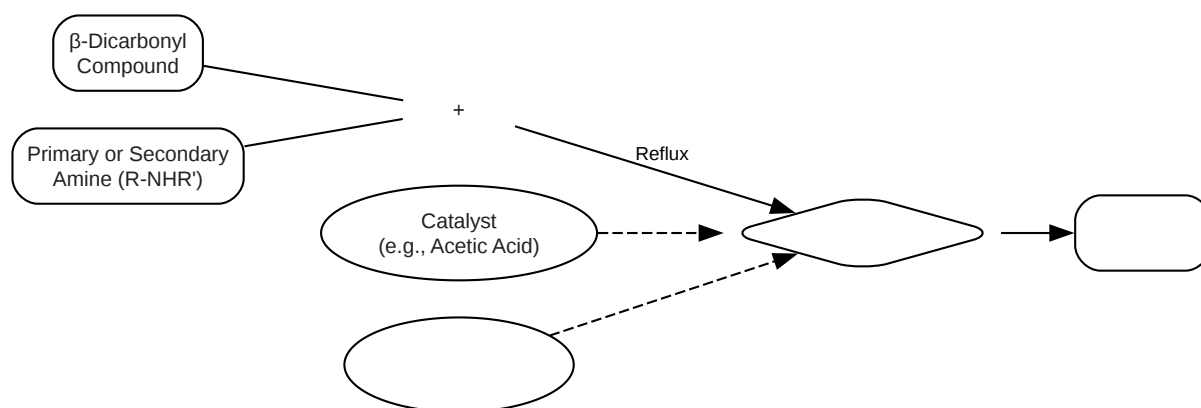 β-Dicarbonyl
Compound
+
Primary or Secondary
Amine (R-NHR')
Reflux
Catalyst
(e.g., Acetic Acid)